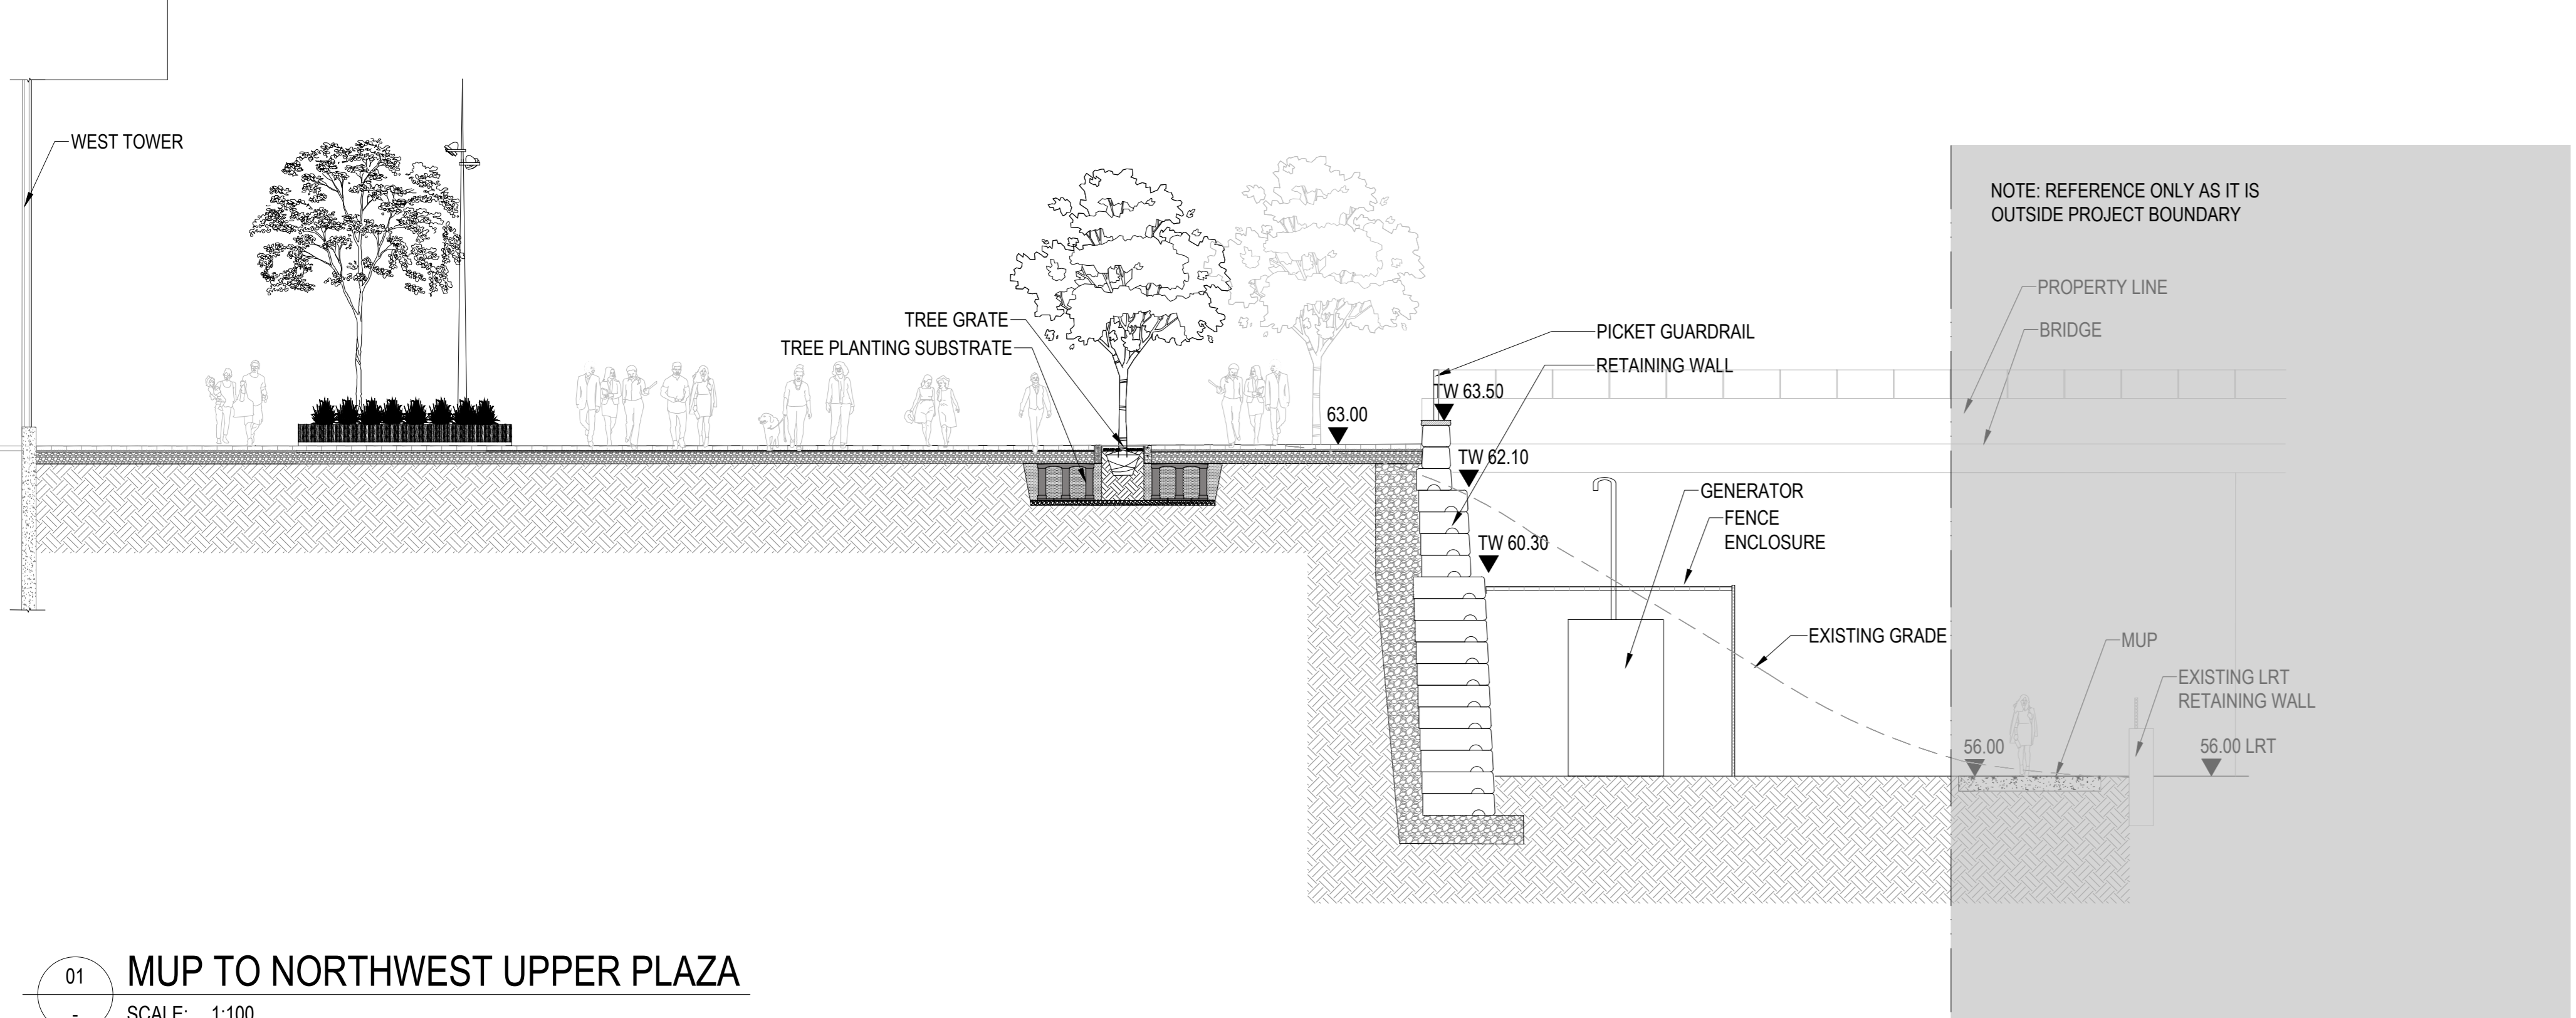 WEST TOWER
NOTE: REFERENCE ONLY AS IT IS
OUTSIDE PROJECT BOUNDARY
PROPERTY LINE
BRIDGE
TREE GRATE
TREE PLANTING SUBSTRATE
PICKET GUARDRAIL
RETAINING WALL
TW 63.50
63.00
TW 62.10
GENERATOR
FENCE
ENCLOSURE
TW 60.30
EXISTING GRADE
MUP
EXISTING LRT
RETAINING WALL
56.00
56.00 LRT
01
-
MUP TO NORTHWEST UPPER PLAZA
SCALE: 1:100